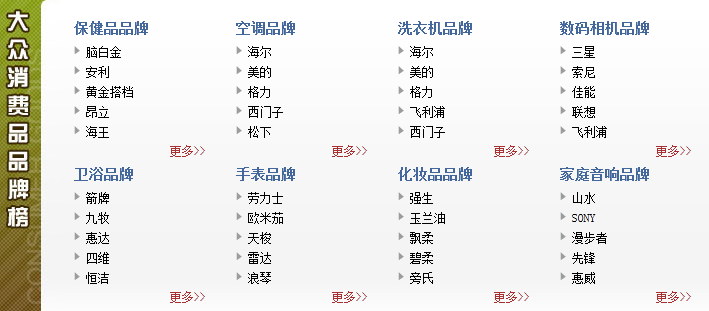 大众消费品品牌榜
保健品品牌
脑白金
安利
黄金搭档
昂立
海王
更多>>
空调品牌
海尔
美的
格力
西门子
松下
更多>>
洗衣机品牌
海尔
美的
格力
飞利浦
西门子
更多>>
数码相机品牌
三星
索尼
佳能
联想
飞利浦
更多>>
卫浴品牌
箭牌
九牧
惠达
四维
恒洁
更多>>
手表品牌
劳力士
欧米茄
天梭
雷达
浪琴
更多>>
化妆品品牌
强生
玉兰油
飘柔
碧柔
旁氏
更多>>
家庭音响品牌
山水
SONY
漫步者
先锋
惠威
更多>>